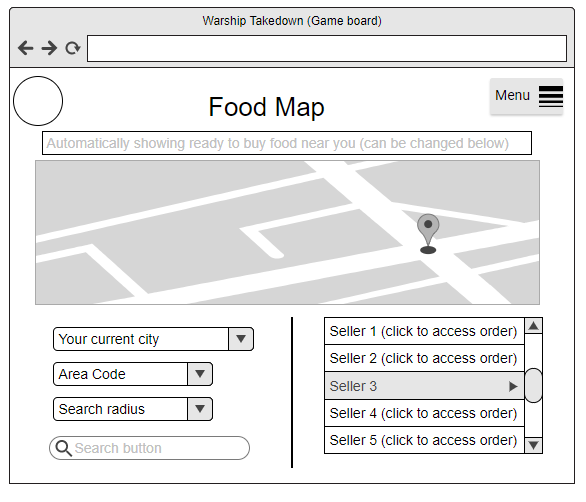 Warship Takedown (Game board)
Food Map
Menu
Automatically showing ready to buy food near you (can be changed below)
Your current city
Area Code
Search radius
Search button
Seller 1 (click to access order)
Seller 2 (click to access order)
Seller 3
Seller 4 (click to access order)
Seller 5 (click to access order)